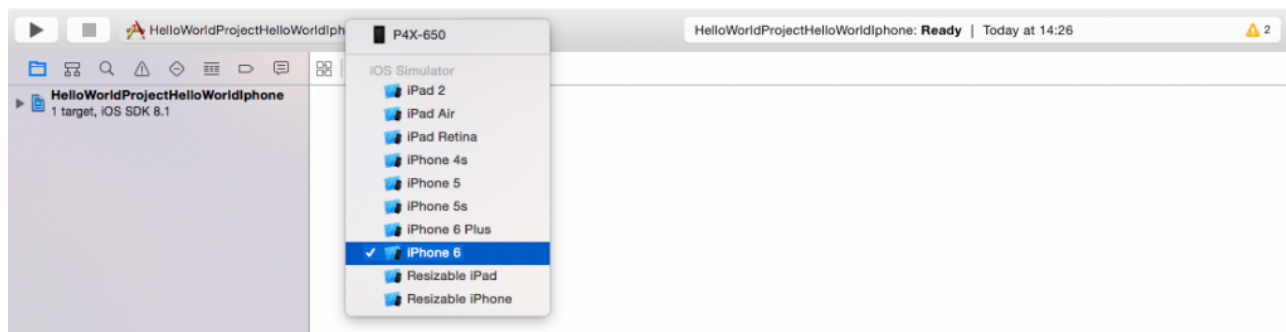 HelloWorldProjectHelloWorldIph
P4X-650
HelloWorldProjectHelloWorldIphone: Ready | Today at 14:26
2
iOS Simulator
HelloWorldProjectHelloWorldIphone
1 target, iOS SDK 8.1
iPad 2
iPad Air
iPad Retina
iPhone 4s
iPhone 5
iPhone 5s
iPhone 6 Plus
✓ iPhone 6
Resizable iPad
Resizable iPhone